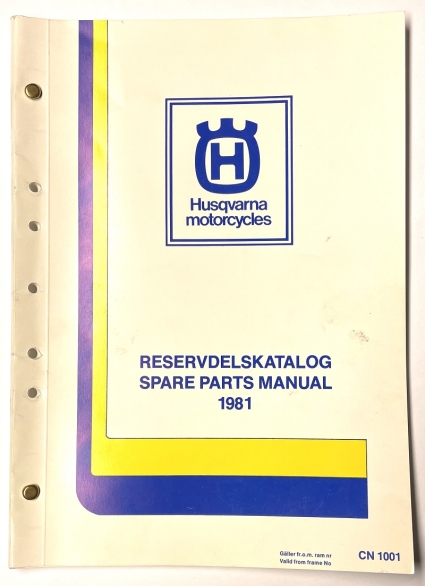 H
Husqvarna
motorcycles
RESERVDELSKATALOG
SPARE PARTS MANUAL
1981
Gäller fr.o.m. ram nr
Valid from frame No
CN 1001